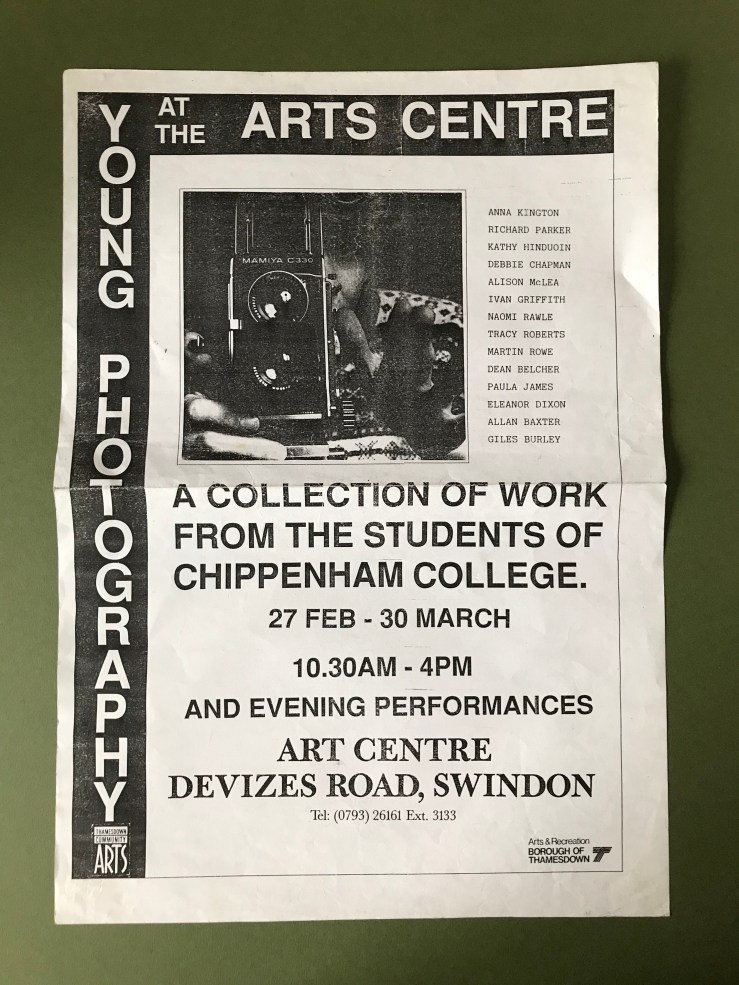 YOUNG PHOTOGRAPHY
AT
THE
ARTS CENTRE
MAMIYA C330
ANNA KINGTON
RICHARD PARKER
KATHY HINDUOIN
DEBBIE CHAPMAN
ALISON McLEA
IVAN GRIFFITH
NAOMI RAWLE
TRACY ROBERTS
MARTIN ROWE
DEAN BELCHER
PAULA JAMES
ELEANOR DIXON
ALLAN BAXTER
GILES BURLEY
A COLLECTION OF WORK
FROM THE STUDENTS OF
CHIPPENHAM COLLEGE.
27 FEB - 30 MARCH
10.30AM - 4PM
AND EVENING PERFORMANCES
ART CENTRE
DEVIZES ROAD, SWINDON
Tel: (0793) 26161 Ext. 3133
THAMESDOWN
COMMUNITY
ARTS
Arts & Recreation
BOROUGH OF
THAMESDOWN